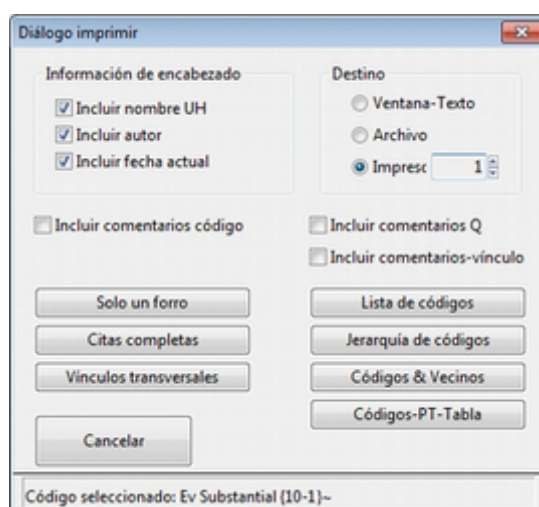 Diálogo imprimir
Información de encabezado
Incluir nombre UH
Incluir autor
Incluir fecha actual
Destino
Ventana-Texto
Archivo
Impresc 1
Incluir comentarios código
Incluir comentarios Q
Incluir comentarios-vínculo
Solo un forro
Citas completas
Vínculos transversales
Cancelar
Lista de códigos
Jerarquía de códigos
Códigos & Vecinos
Códigos-PT-Tabla
Código seleccionado: Ev Substantial {10-1}~